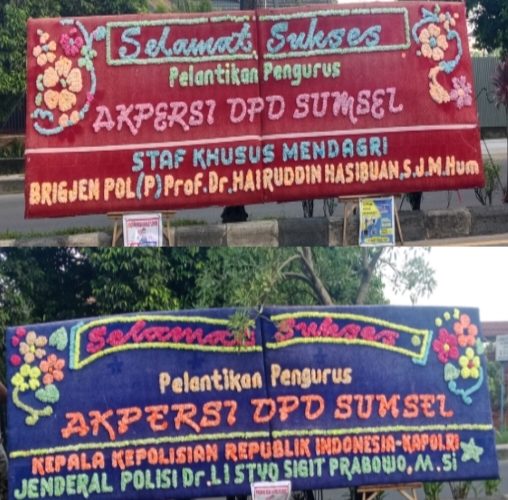 Selamat Sukses
Pelantikan Pengurus
AKPERSI DPD SUMSEL
STAF KHUSUS MENDAGRI
BRIGJEN POL(P) Prof.Dr.HAIRUDDIN HASIBUAN,S.J.M.Hum
Selamat Sukses
Pelantikan Pengurus
AKPERSI DPD SUMSEL
KEPALA KEPOLISIAN REPUBLIK INDONESIA-KAPOLRI
JENDERAL POLISI Dr.LISTYO SIGIT PRABOWO, M.Si